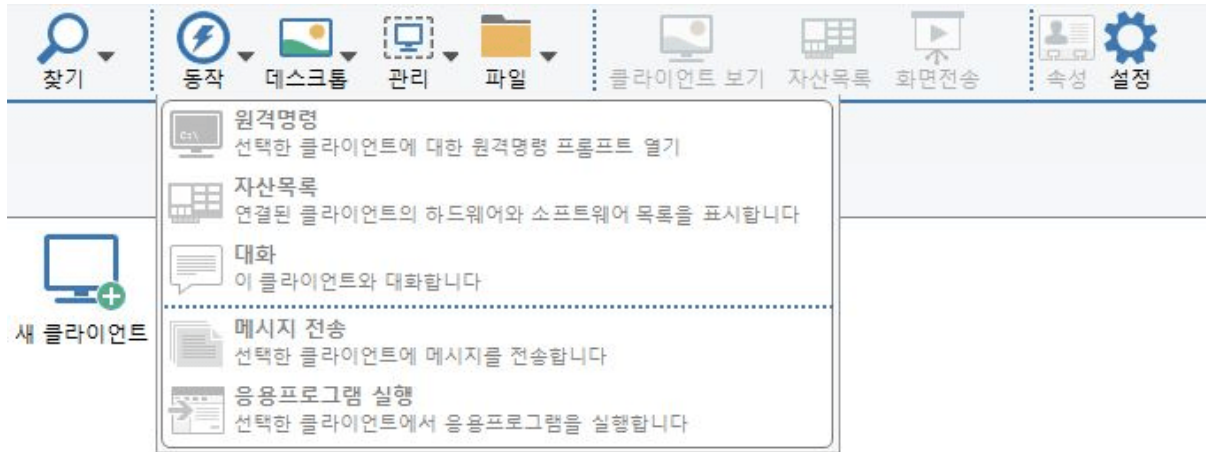 찾기 동작 데스크톱 관리 파일 클라이언트 보기 자산목록 화면전송 속성 설정
C:\
원격명령
선택한 클라이언트에 대한 원격명령 프롬프트 열기
자산목록
연결된 클라이언트의 하드웨어와 소프트웨어 목록을 표시합니다
대화
이 클라이언트와 대화합니다
새 클라이언트
메시지 전송
선택한 클라이언트에 메시지를 전송합니다
응용프로그램 실행
선택한 클라이언트에서 응용프로그램을 실행합니다